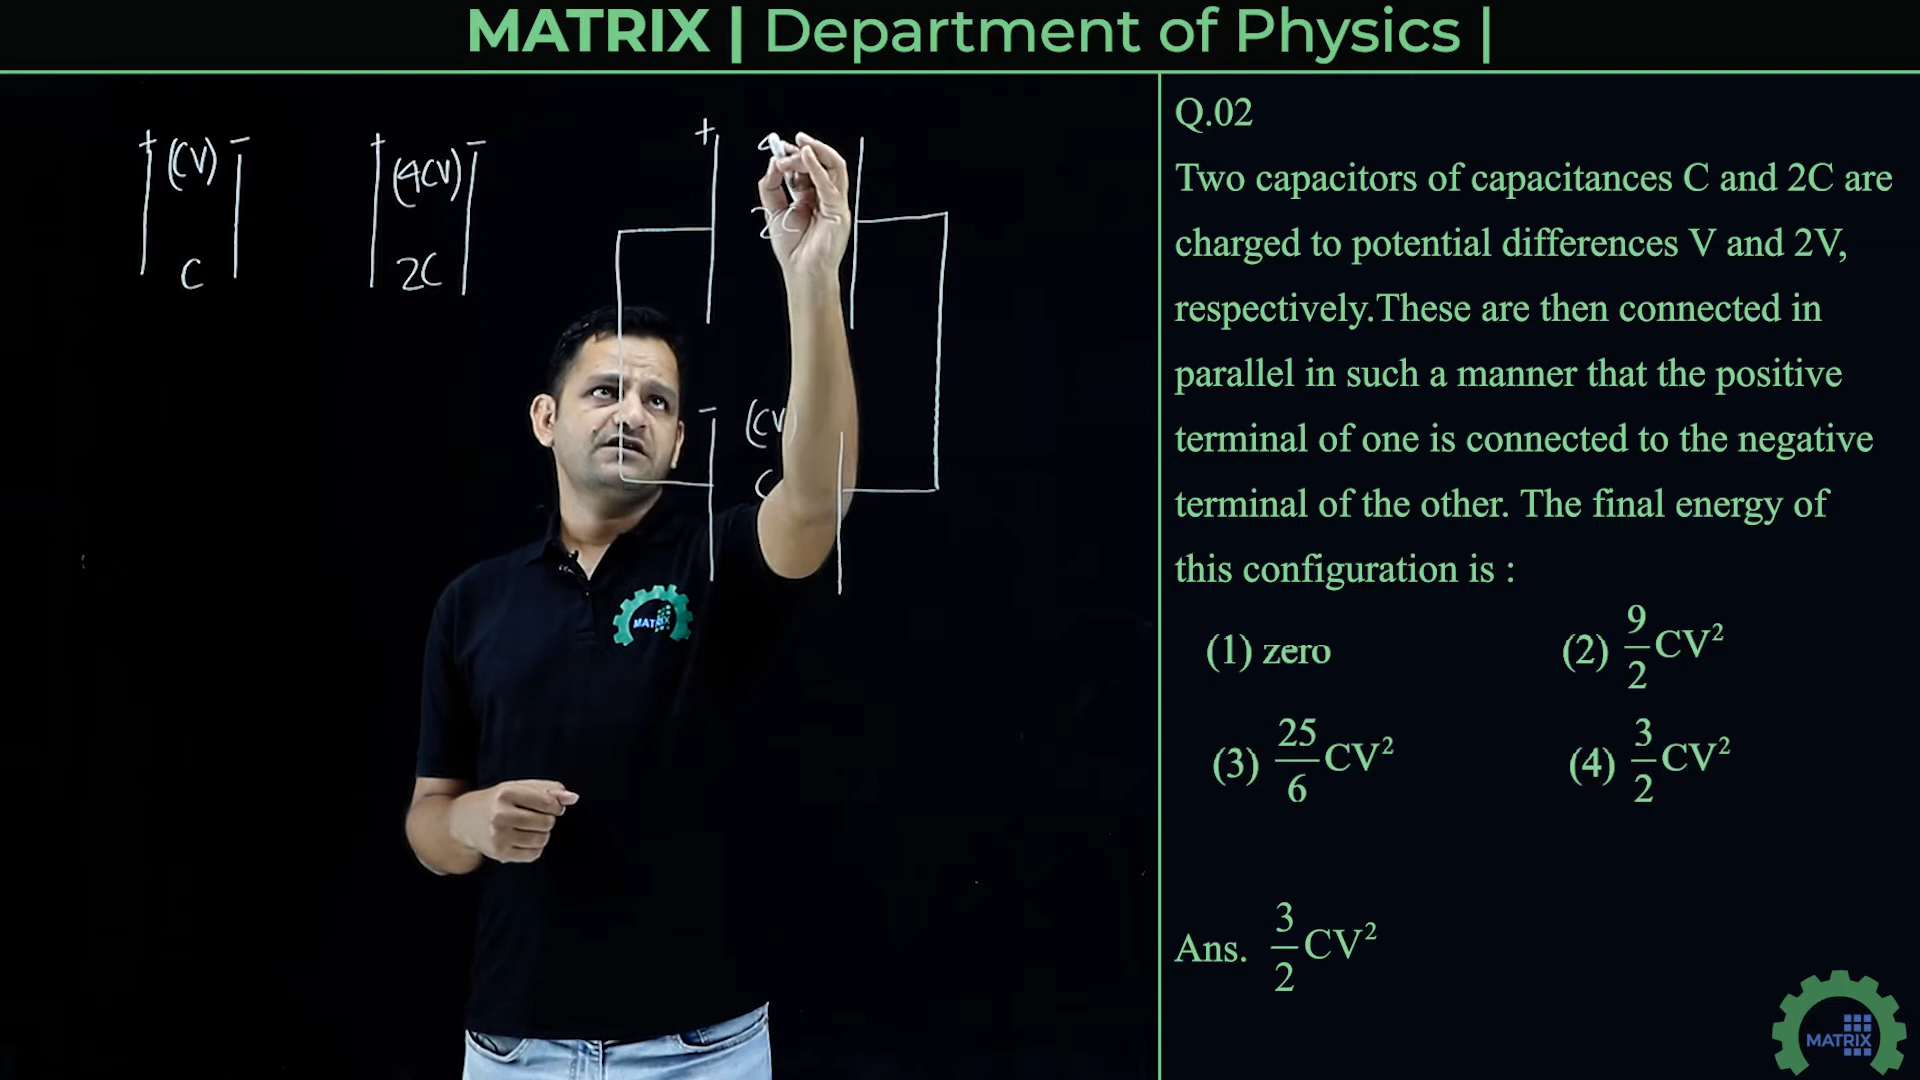 MATRIX | Department of Physics |
+ (CV) −
C
+ (4CV) −
2C
+
2C
− (CV)
C
MATRIX
Q.02
Two capacitors of capacitances C and 2C are
charged to potential differences V and 2V,
respectively.These are then connected in
parallel in such a manner that the positive
terminal of one is connected to the negative
terminal of the other. The final energy of
this configuration is :
(1) zero
(2) 9/2 CV²
(3) 25/6 CV²
(4) 3/2 CV²
Ans. 3/2 CV²
MATRIX